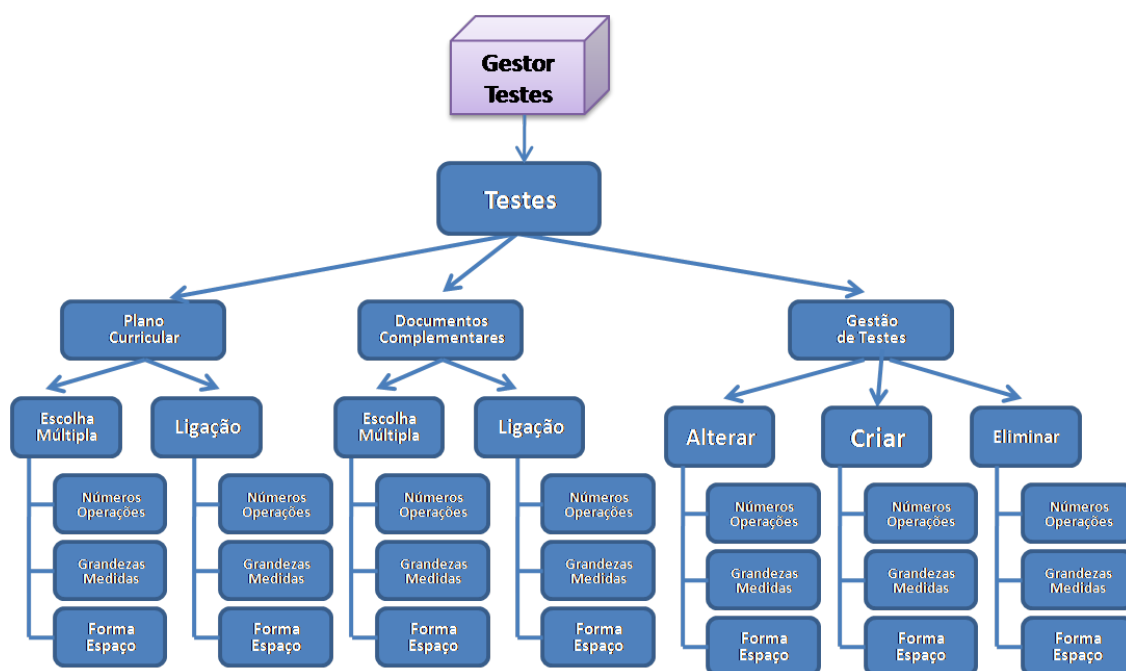 Gestor
Testes
Testes
Plano
Curricular
Documentos
Complementares
Gestão
de Testes
Escolha
Múltipla
Ligação
Escolha
Múltipla
Ligação
Alterar
Criar
Eliminar
Números
Operações
Números
Operações
Números
Operações
Números
Operações
Números
Operações
Números
Operações
Números
Operações
Grandezas
Medidas
Grandezas
Medidas
Grandezas
Medidas
Grandezas
Medidas
Grandezas
Medidas
Grandezas
Medidas
Grandezas
Medidas
Forma
Espaço
Forma
Espaço
Forma
Espaço
Forma
Espaço
Forma
Espaço
Forma
Espaço
Forma
Espaço